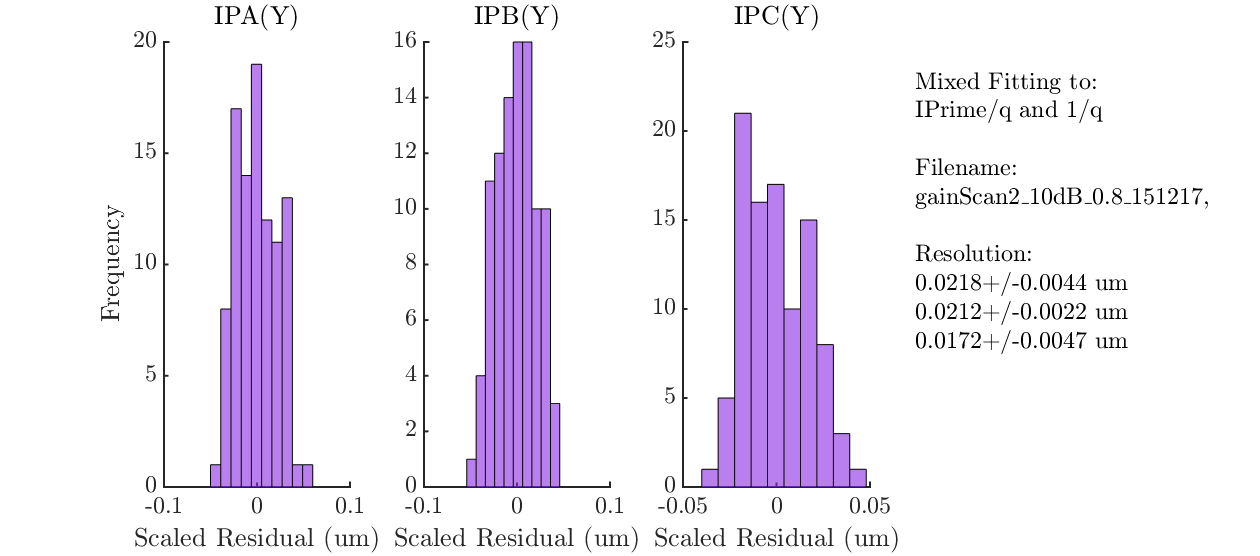 IPA(Y)
IPB(Y)
IPC(Y)
20
15
10
5
0
-0.1
0
0.1
16
14
12
10
8
6
4
2
0
-0.1
0
0.1
25
20
15
10
5
0
-0.05
0
0.05
Frequency
Scaled Residual (um)
Scaled Residual (um)
Scaled Residual (um)
Mixed Fitting to:
IPrime/q and 1/q
Filename:
gainScan2_10dB_0.8_151217,
Resolution:
0.0218+/-0.0044 um
0.0212+/-0.0022 um
0.0172+/-0.0047 um